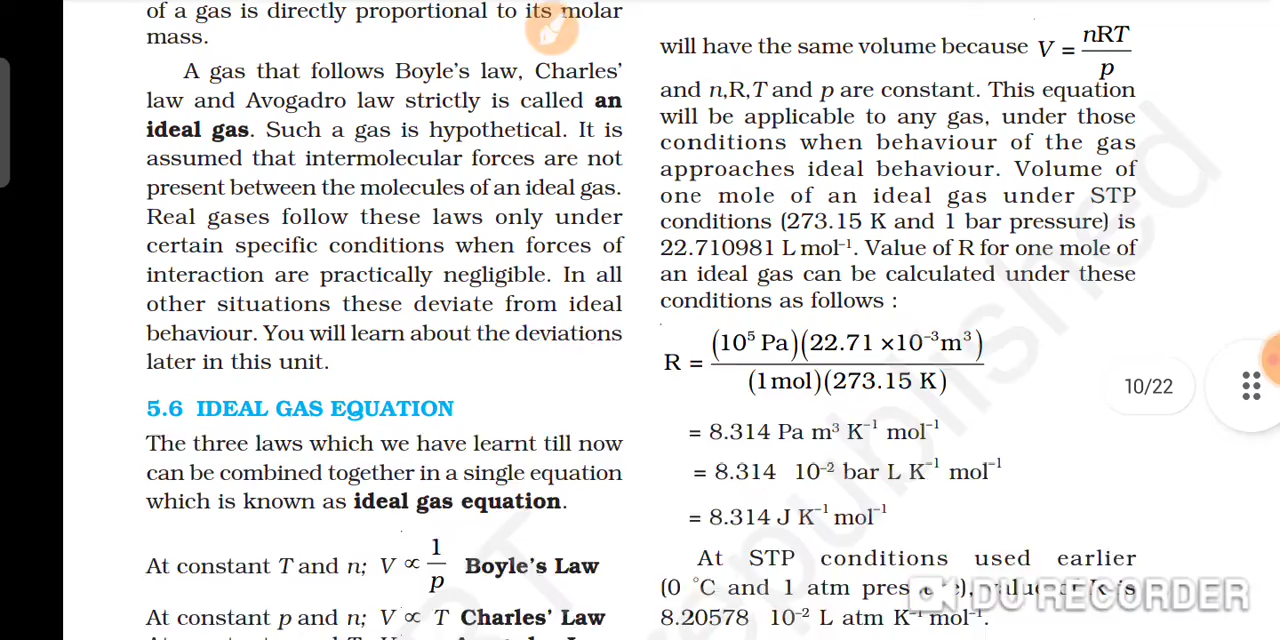 of a gas is directly proportional to its molar
mass.
A gas that follows Boyle's law, Charles'
law and Avogadro law strictly is called an
ideal gas. Such a gas is hypothetical. It is
assumed that intermolecular forces are not
present between the molecules of an ideal gas.
Real gases follow these laws only under
certain specific conditions when forces of
interaction are practically negligible. In all
other situations these deviate from ideal
behaviour. You will learn about the deviations
later in this unit.
5.6 IDEAL GAS EQUATION
The three laws which we have learnt till now
can be combined together in a single equation
which is known as ideal gas equation.
At constant T and n; V ∝ 1/p Boyle's Law
At constant p and n; V ∝ T Charles' Law
will have the same volume because V = nRT/p
and n,R,T and p are constant. This equation
will be applicable to any gas, under those
conditions when behaviour of the gas
approaches ideal behaviour. Volume of
one mole of an ideal gas under STP
conditions (273.15 K and 1 bar pressure) is
22.710981 L mol⁻¹. Value of R for one mole of
an ideal gas can be calculated under these
conditions as follows :
R = (10⁵ Pa)(22.71 ×10⁻³m³)/(1mol)(273.15 K)
= 8.314 Pa m³ K⁻¹ mol⁻¹
= 8.314 10⁻² bar L K⁻¹ mol⁻¹
= 8.314 J K⁻¹ mol⁻¹
At STP conditions used earlier
(0 °C and 1 atm is
8.20578 10⁻² L atm K⁻¹ mol⁻¹.
10/22
DU RECORDER
republished